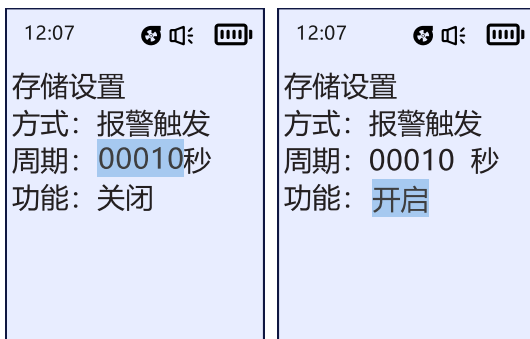 12:07
存储设置
方式：报警触发
周期：00010秒
功能：关闭
12:07
存储设置
方式：报警触发
周期：00010 秒
功能：开启